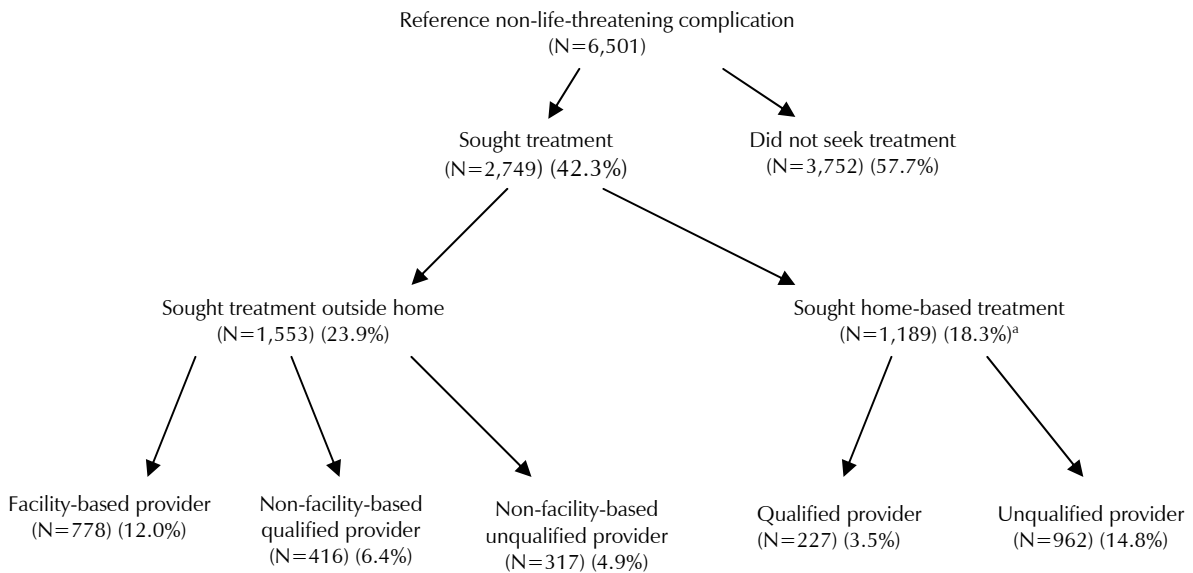 Reference non-life-threatening complication
(N=6,501)
Sought treatment
(N=2,749) (42.3%)
Did not seek treatment
(N=3,752) (57.7%)
Sought treatment outside home
(N=1,553) (23.9%)
Sought home-based treatment
(N=1,189) (18.3%)ᵃ
Facility-based provider
(N=778) (12.0%)
Non-facility-based
qualified provider
(N=416) (6.4%)
Non-facility-based
unqualified provider
(N=317) (4.9%)
Qualified provider
(N=227) (3.5%)
Unqualified provider
(N=962) (14.8%)